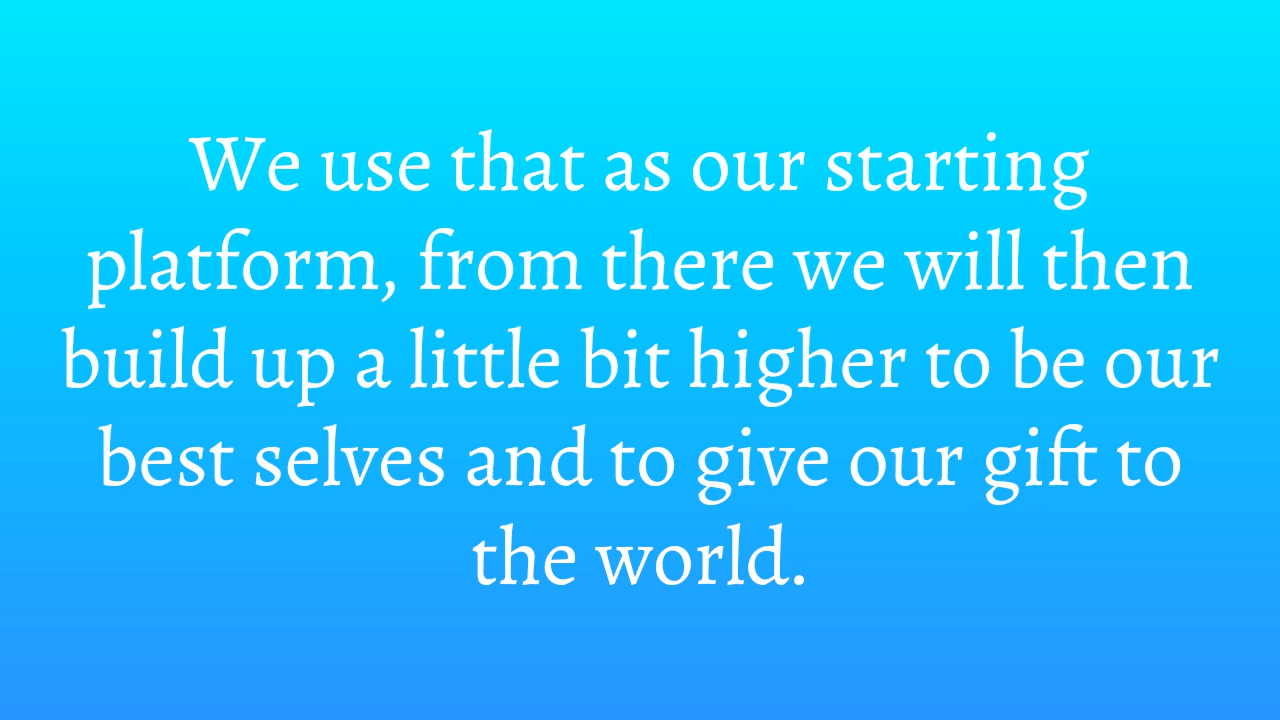 We use that as our starting
platform, from there we will then
build up a little bit higher to be our
best selves and to give our gift to
the world.